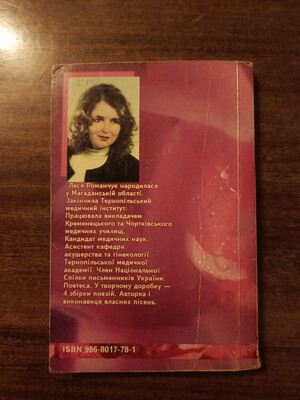 Леся Романчук народилася
у Магаданській області.
Закінчила Тернопільський
медичний інститут.
Працювала викладачем
Кременецького та Чортківського
медичних училищ.
Кандидат медичних наук.
Асистент кафедри
акушерства та гінекології
Тернопільської медичної
академії. Член Національної
Спілки письменників України.
Поетеса. У творчому доробку —
4 збірки поезій. Авторка і
виконавиця власних пісень.
ISBN 966-8017-78-1